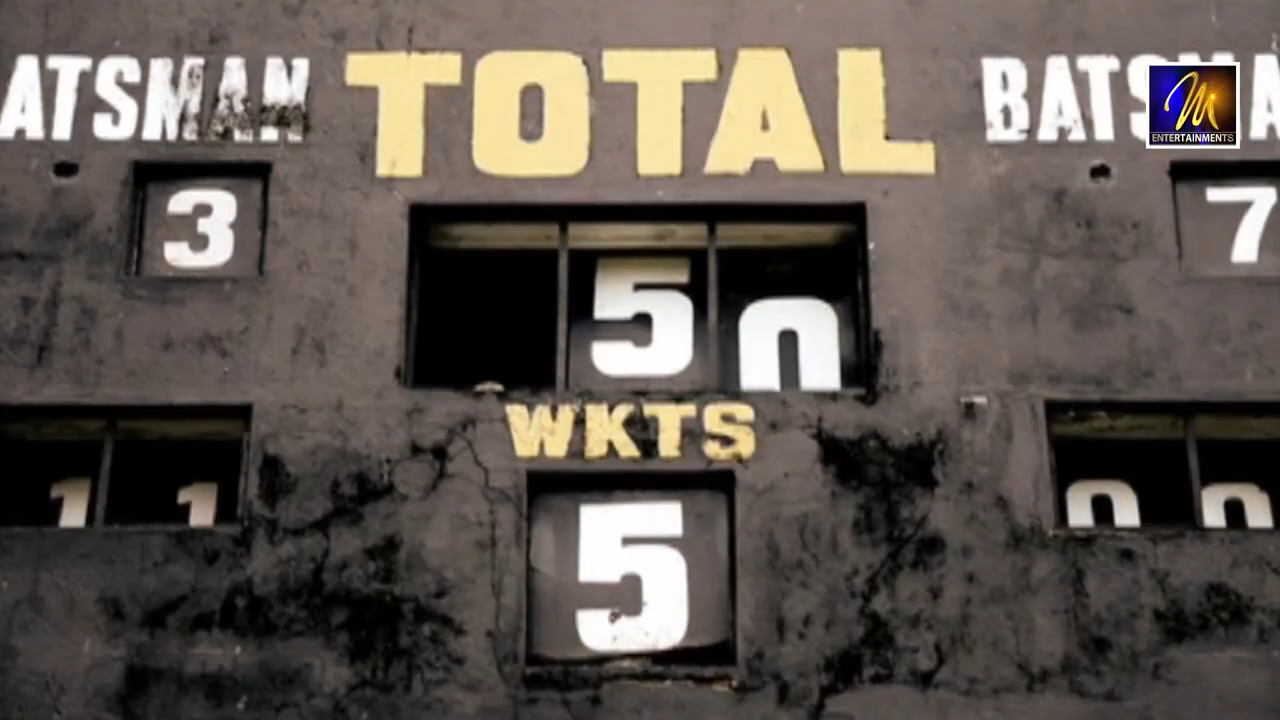 ATSMAN TOTAL BATSMA
3 7
50
WKTS
11 00
5
M
ENTERTAINMENTS